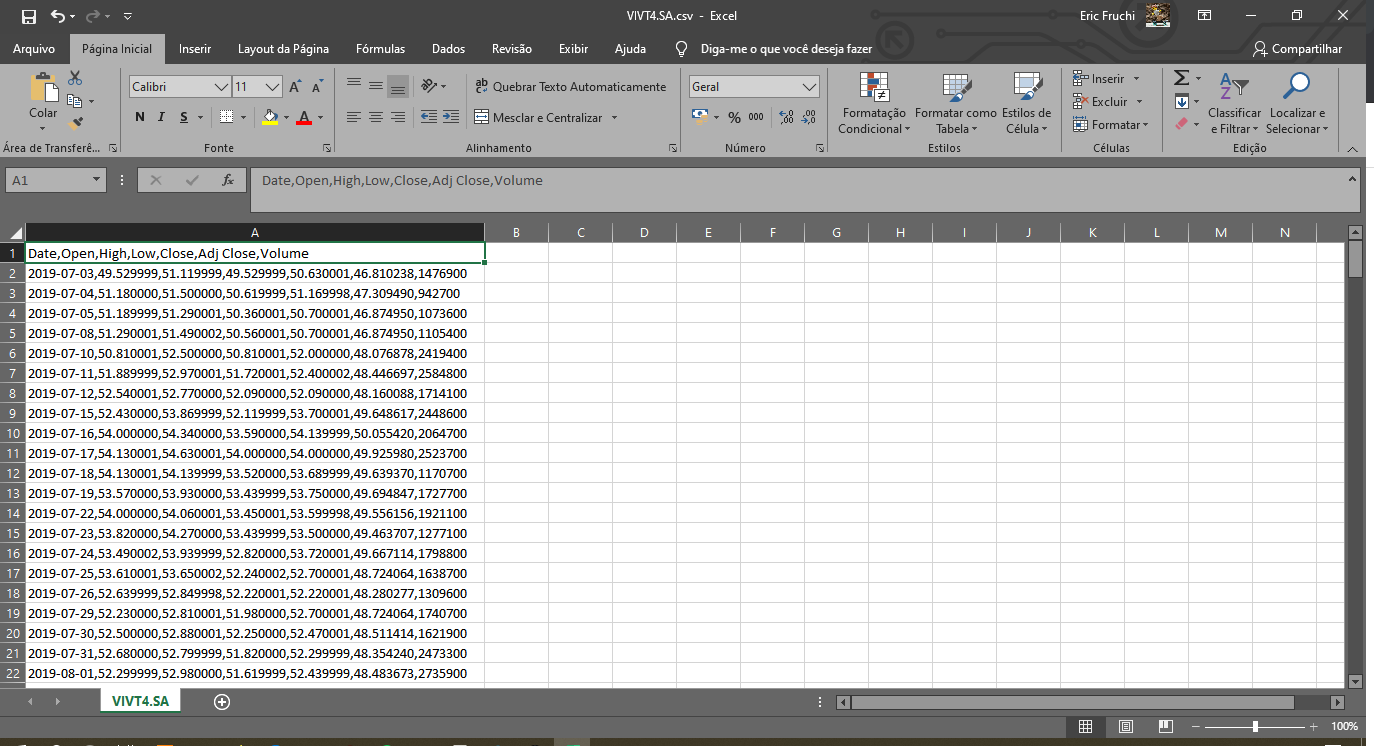 VIVT4.SA.csv - Excel
Eric Fruchi
Arquivo Página Inicial Inserir Layout da Página Fórmulas Dados Revisão Exibir Ajuda Diga-me o que você deseja fazer Compartilhar
Colar
Área de Transferê...
Calibri 11
N I S
Fonte
Quebrar Texto Automaticamente
Mesclar e Centralizar
Alinhamento
Geral
% 000
Número
Formatação Condicional
Formatar como Tabela
Estilos de Célula
Estilos
Inserir
Excluir
Formatar
Células
Classificar e Filtrar
Localizar e Selecionar
Edição
A1 fx Date,Open,High,Low,Close,Adj Close,Volume
A B C D E F G H I J K L M N
1 Date,Open,High,Low,Close,Adj Close,Volume
2 2019-07-03,49.529999,51.119999,49.529999,50.630001,46.810238,1476900
3 2019-07-04,51.180000,51.500000,50.619999,51.169998,47.309490,942700
4 2019-07-05,51.189999,51.290001,50.360001,50.700001,46.874950,1073600
5 2019-07-08,51.290001,51.490002,50.560001,50.700001,46.874950,1105400
6 2019-07-10,50.810001,52.500000,50.810001,52.000000,48.076878,2419400
7 2019-07-11,51.889999,52.970001,51.720001,52.400002,48.446697,2584800
8 2019-07-12,52.540001,52.770000,52.090000,52.090000,48.160088,1714100
9 2019-07-15,52.430000,53.869999,52.119999,53.700001,49.648617,2448600
10 2019-07-16,54.000000,54.340000,53.590000,54.139999,50.055420,2064700
11 2019-07-17,54.130001,54.630001,54.000000,54.000000,49.925980,2523700
12 2019-07-18,54.130001,54.139999,53.520000,53.689999,49.639370,1170700
13 2019-07-19,53.570000,53.930000,53.439999,53.750000,49.694847,1727700
14 2019-07-22,54.000000,54.060001,53.450001,53.599998,49.556156,1921100
15 2019-07-23,53.820000,54.270000,53.439999,53.500000,49.463707,1277100
16 2019-07-24,53.490002,53.939999,52.820000,53.720001,49.667114,1798800
17 2019-07-25,53.610001,53.650002,52.240002,52.700001,48.724064,1638700
18 2019-07-26,52.639999,52.849998,52.220001,52.220001,48.280277,1309600
19 2019-07-29,52.230000,52.810001,51.980000,52.700001,48.724064,1740700
20 2019-07-30,52.500000,52.880001,52.250000,52.470001,48.511414,1621900
21 2019-07-31,52.680000,52.799999,51.820000,52.299999,48.354240,2473300
22 2019-08-01,52.299999,52.980000,51.619999,52.439999,48.483673,2735900
VIVT4.SA
100%